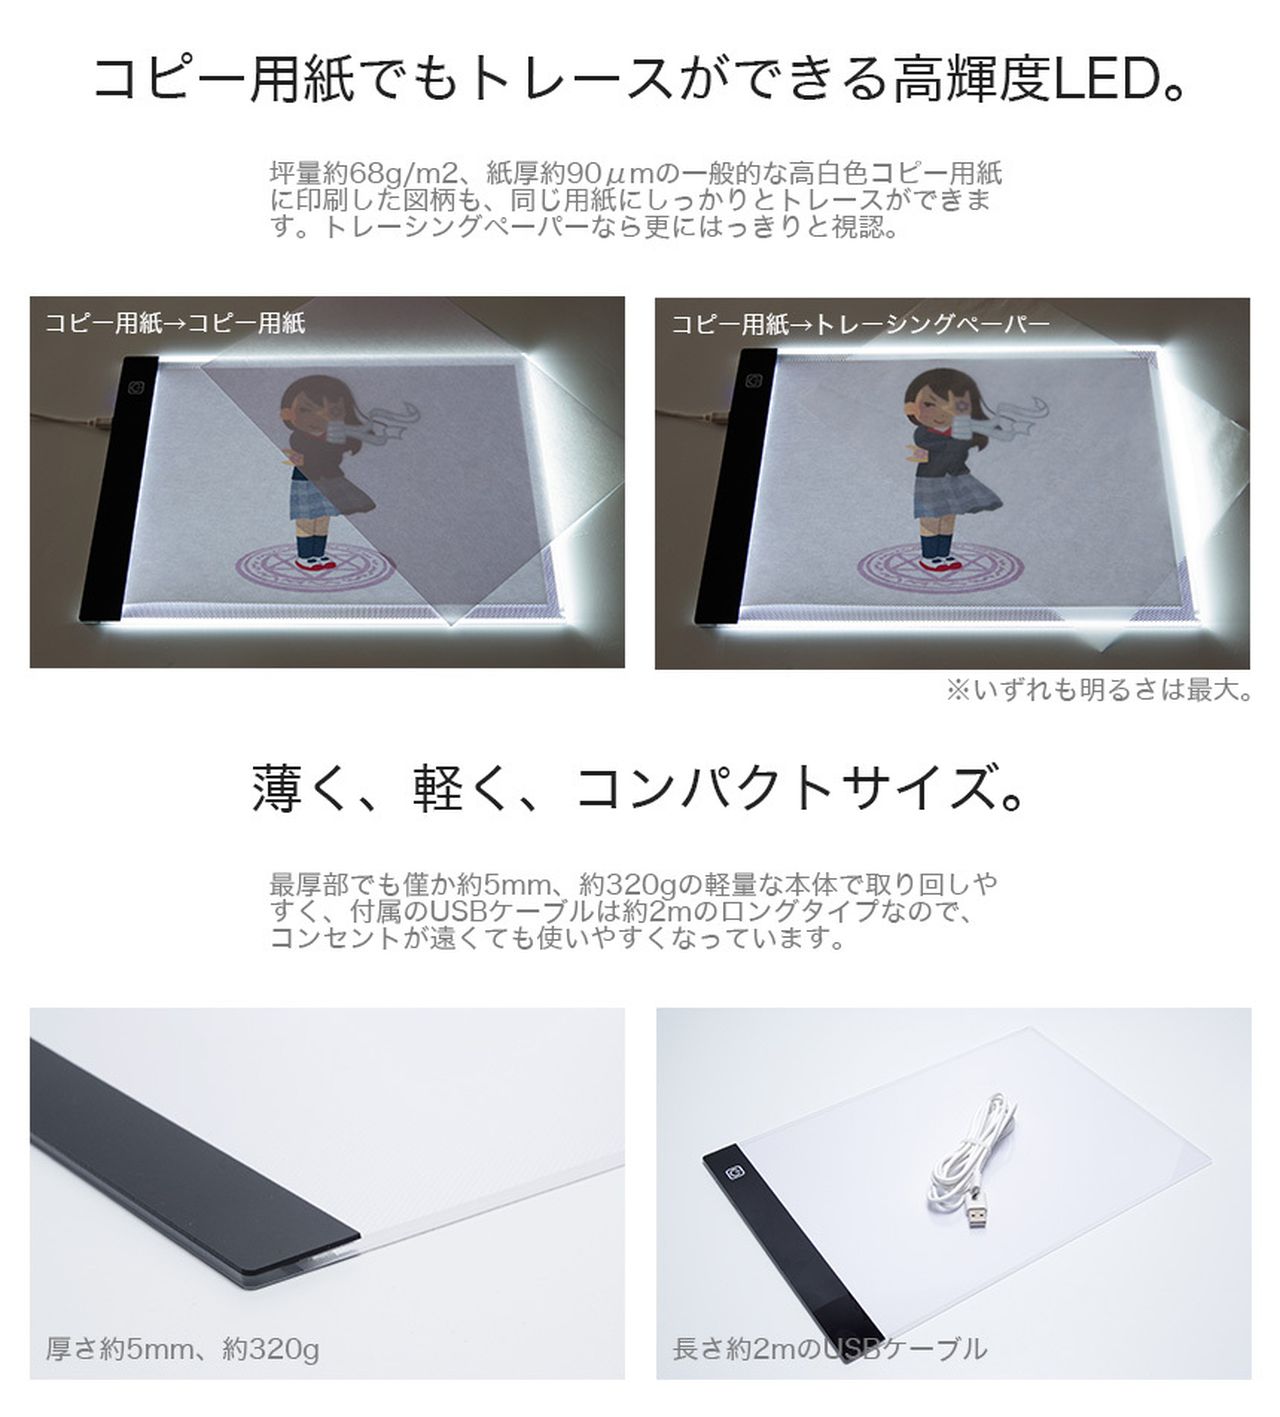 コピー用紙でもトレースができる高輝度LED。
坪量約68g/m2、紙厚約90μmの一般的な高白色コピー用紙
に印刷した図柄も、同じ用紙にしっかりとトレースができま
す。トレーシングペーパーなら更にはっきりと視認。
コピー用紙→コピー用紙
コピー用紙→トレーシングペーパー
※いずれも明るさは最大。
薄く、軽く、コンパクトサイズ。
最厚部でも僅か約5mm、約320gの軽量な本体で取り回しや
すく、付属のUSBケーブルは約2mのロングタイプなので、
コンセントが遠くても使いやすくなっています。
厚さ約5mm、約320g
長さ約2mのUSBケーブル